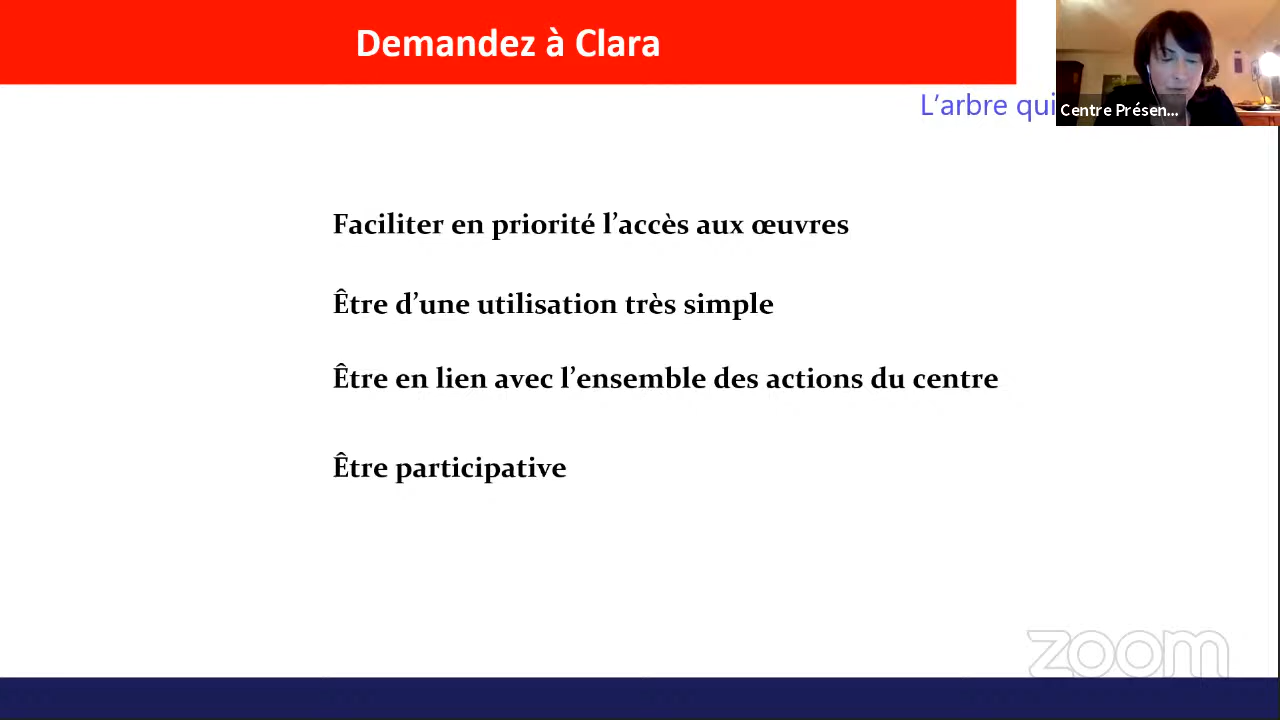 Demandez à Clara
L’arbre qui
Centre Présen...
Faciliter en priorité l’accès aux œuvres
Être d’une utilisation très simple
Être en lien avec l’ensemble des actions du centre
Être participative
zoom